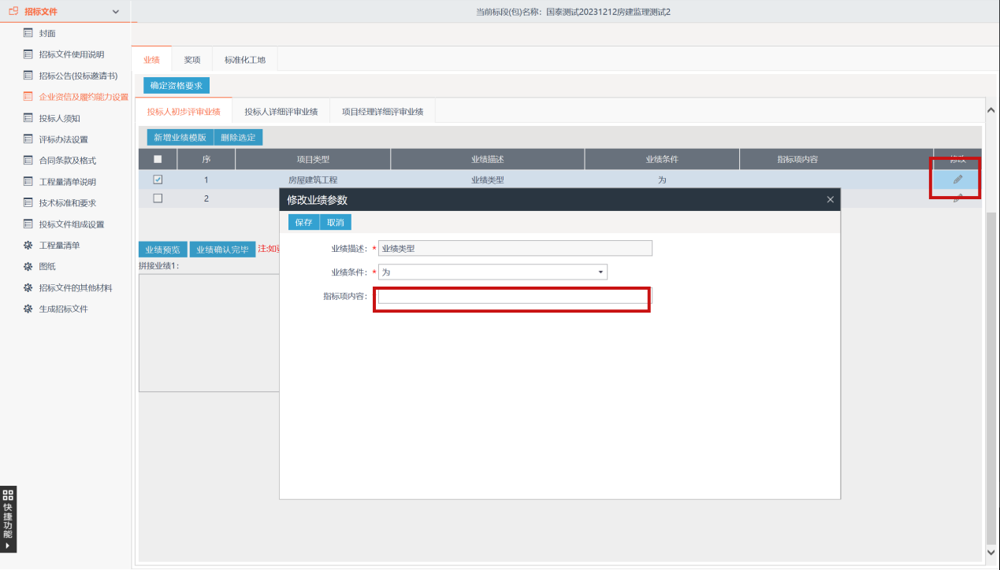 招标文件
当前标段(包)名称：国泰测试20231212房建监理测试2
封面
招标文件使用说明
招标公告(投标邀请书)
企业资信及履约能力设置
投标人须知
评标办法设置
合同条款及格式
工程量清单说明
技术标准和要求
投标文件组成设置
工程量清单
图纸
招标文件的其他材料
生成招标文件
快捷功能
业绩 奖项 标准化工地
确定资格要求
投标人初步评审业绩 投标人详细评审业绩 项目经理详细评审业绩
新增业绩模版 删除选定
序 项目类型 业绩描述 业绩条件 指标项内容 修改
1 房屋建筑工程 业绩类型 为
2
业绩预览 业绩确认完毕 注:如
拼接业绩1:
修改业绩参数
保存 取消
业绩描述: * 业绩类型
业绩条件: * 为
指标项内容: